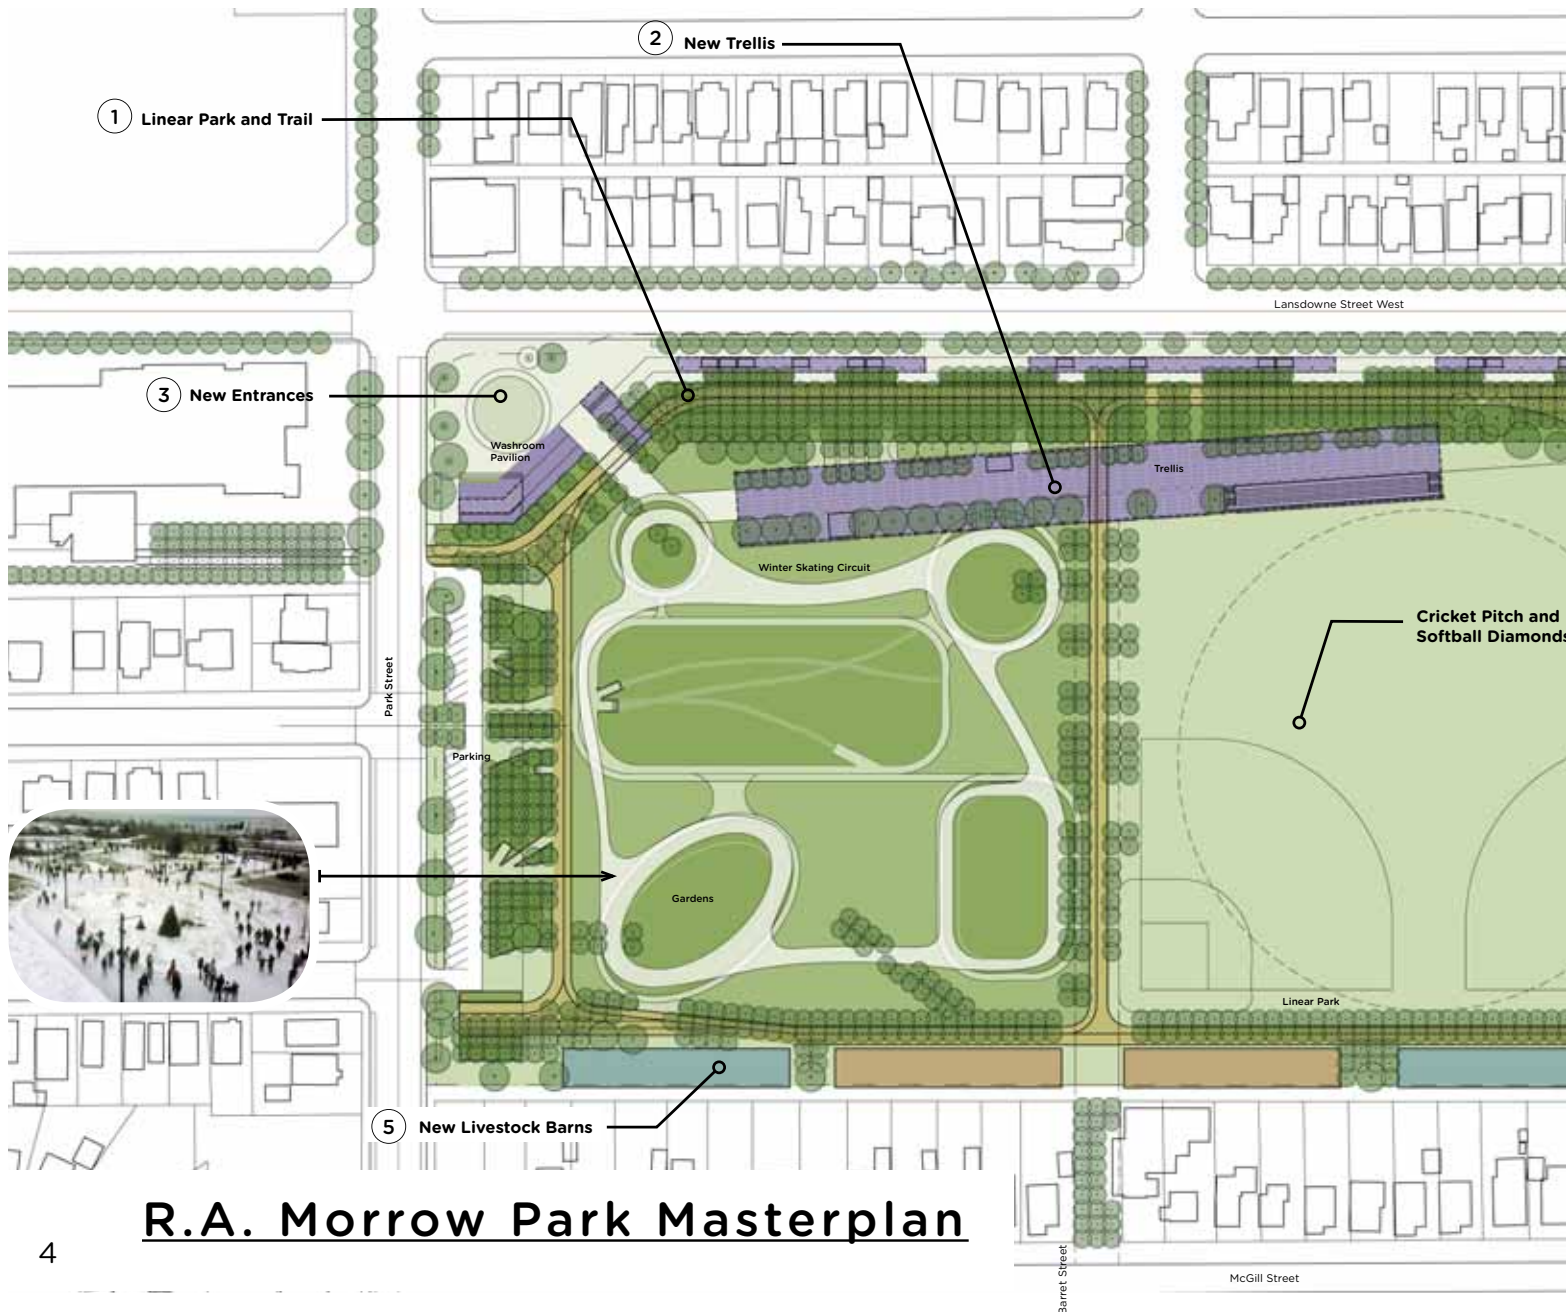 2 New Trellis
1 Linear Park and Trail
Lansdowne Street West
3 New Entrances
Washroom
Pavilion
Trellis
Winter Skating Circuit
Cricket Pitch and
Softball Diamonds
Park Street
Parking
Gardens
Linear Park
5 New Livestock Barns
R.A. Morrow Park Masterplan
4
Barret Street
McGill Street